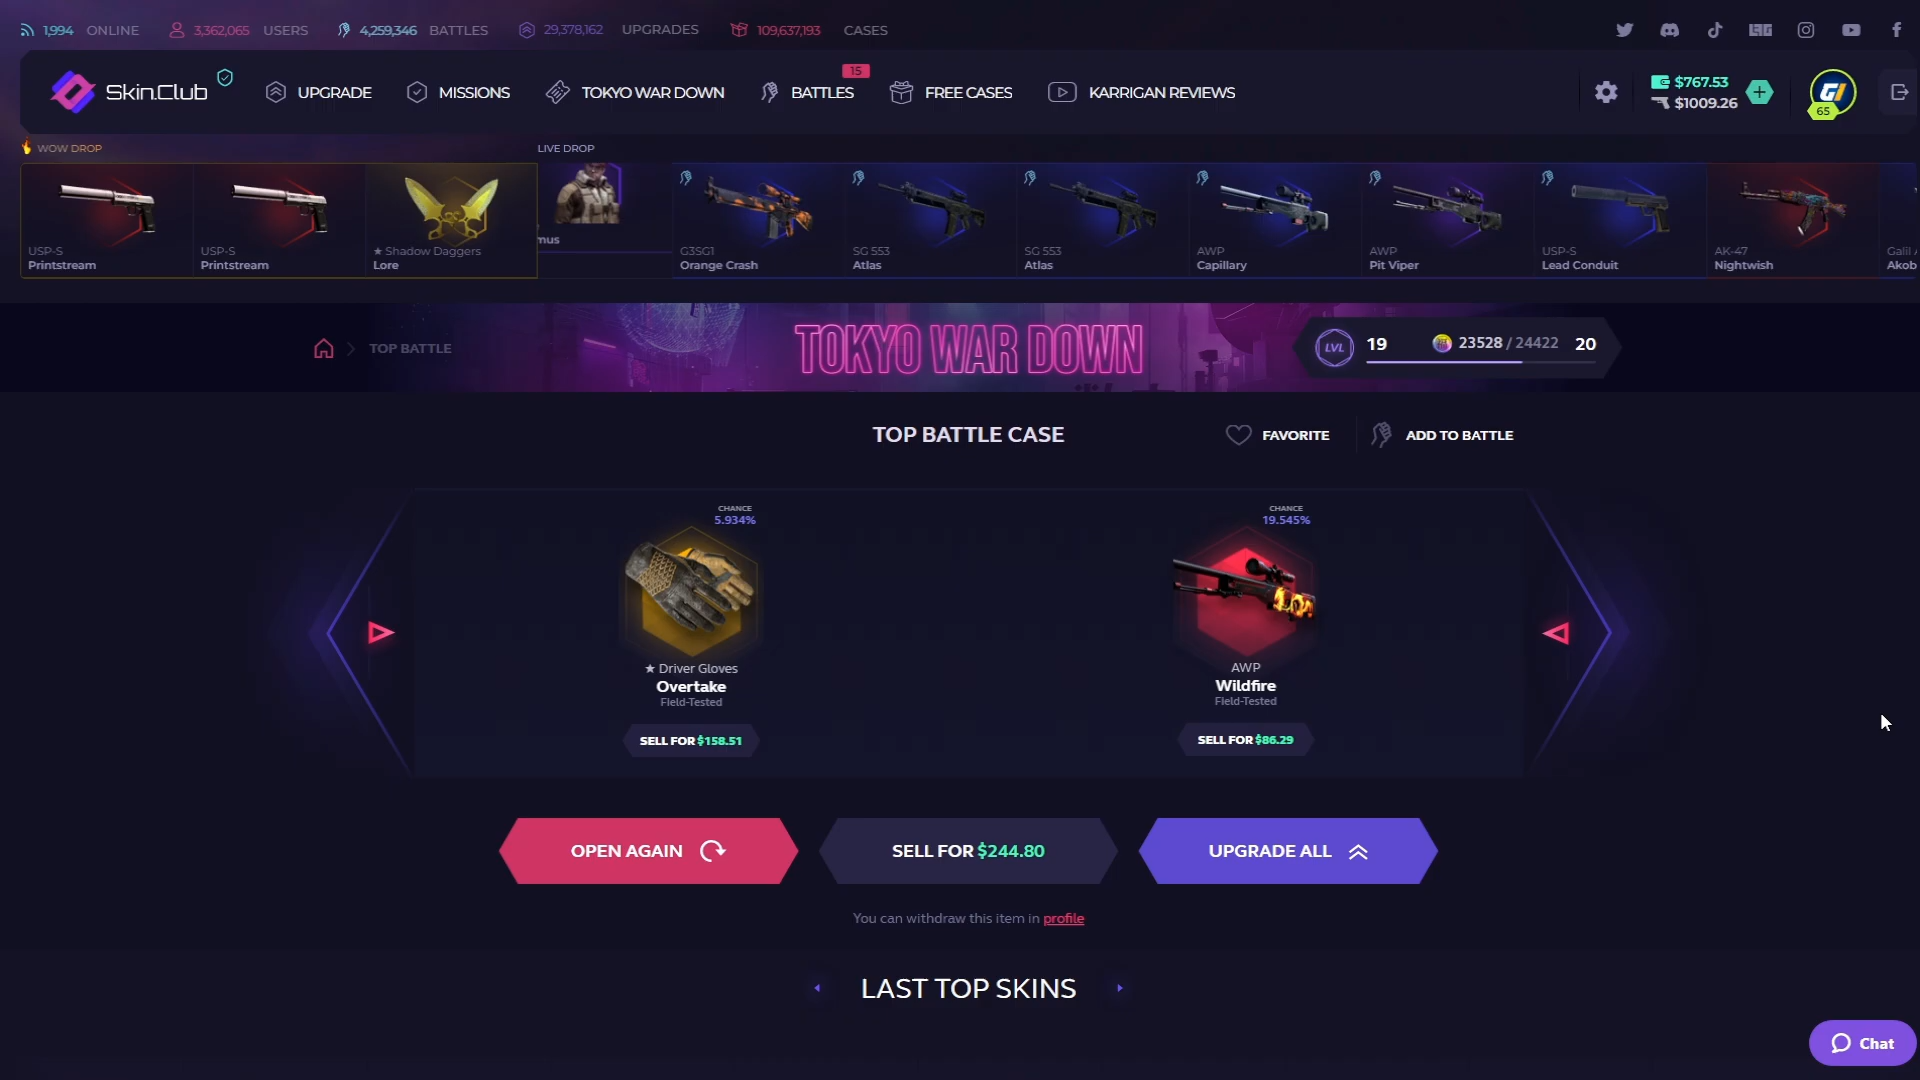 1,994 ONLINE 3,362,065 USERS 4,259,346 BATTLES 29,378,162 UPGRADES 109,637,193 CASES
Skin.Club UPGRADE MISSIONS TOKYO WAR DOWN 15 BATTLES FREE CASES KARRIGAN REVIEWS $767.53
$1009.26
GI
65
WOW DROP LIVE DROP
USP-S
Printstream
USP-S
Printstream
★ Shadow Daggers
Lore
mus
G3SG1
Orange Crash
SG 553
Atlas
SG 553
Atlas
AWP
Capillary
AWP
Pit Viper
USP-S
Lead Conduit
AK-47
Nightwish
Galil
Akob
TOP BATTLE
TOKYO WAR DOWN
LVL 19 23528 / 24422 20
TOP BATTLE CASE FAVORITE ADD TO BATTLE
CHANCE
5.934%
★ Driver Gloves
Overtake
Field-Tested
SELL FOR $158.51
CHANCE
19.545%
AWP
Wildfire
Field-Tested
SELL FOR $86.29
OPEN AGAIN SELL FOR $244.80 UPGRADE ALL
You can withdraw this item in profile
LAST TOP SKINS
Chat